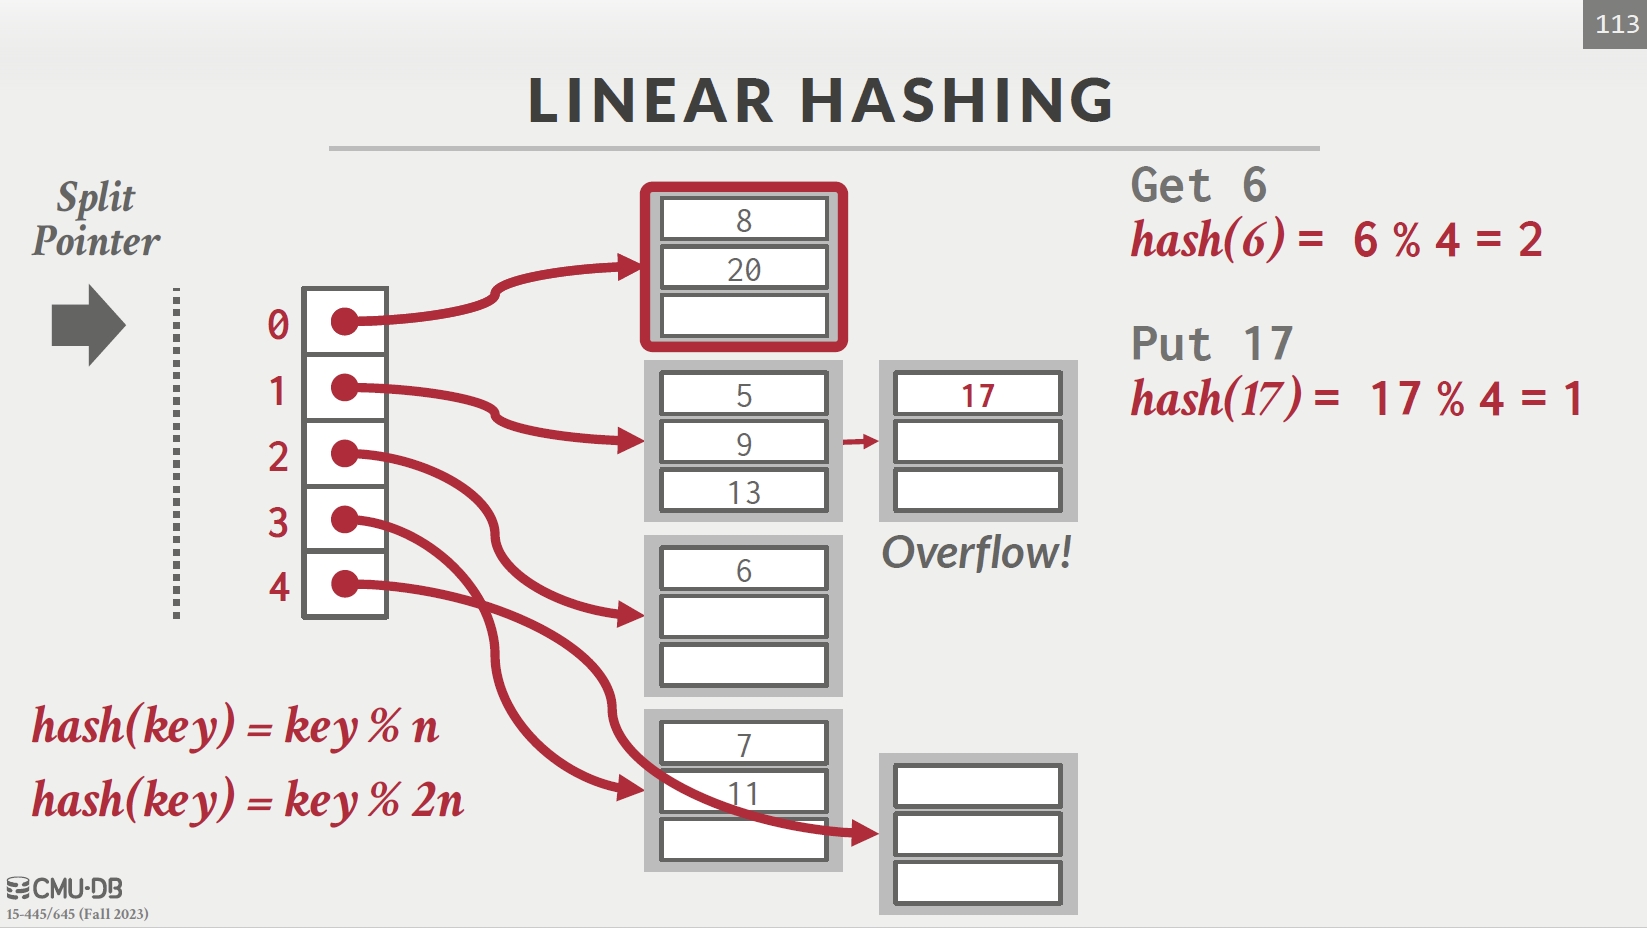 113
LINEAR HASHING
Split
Pointer
0
1
2
3
4
8
20
5
9
13
17
Overflow!
6
7
11
Get 6
hash(6) = 6 % 4 = 2
Put 17
hash(17) = 17 % 4 = 1
hash(key) = key % n
hash(key) = key % 2n
CMU·DB
15-445/645 (Fall 2023)